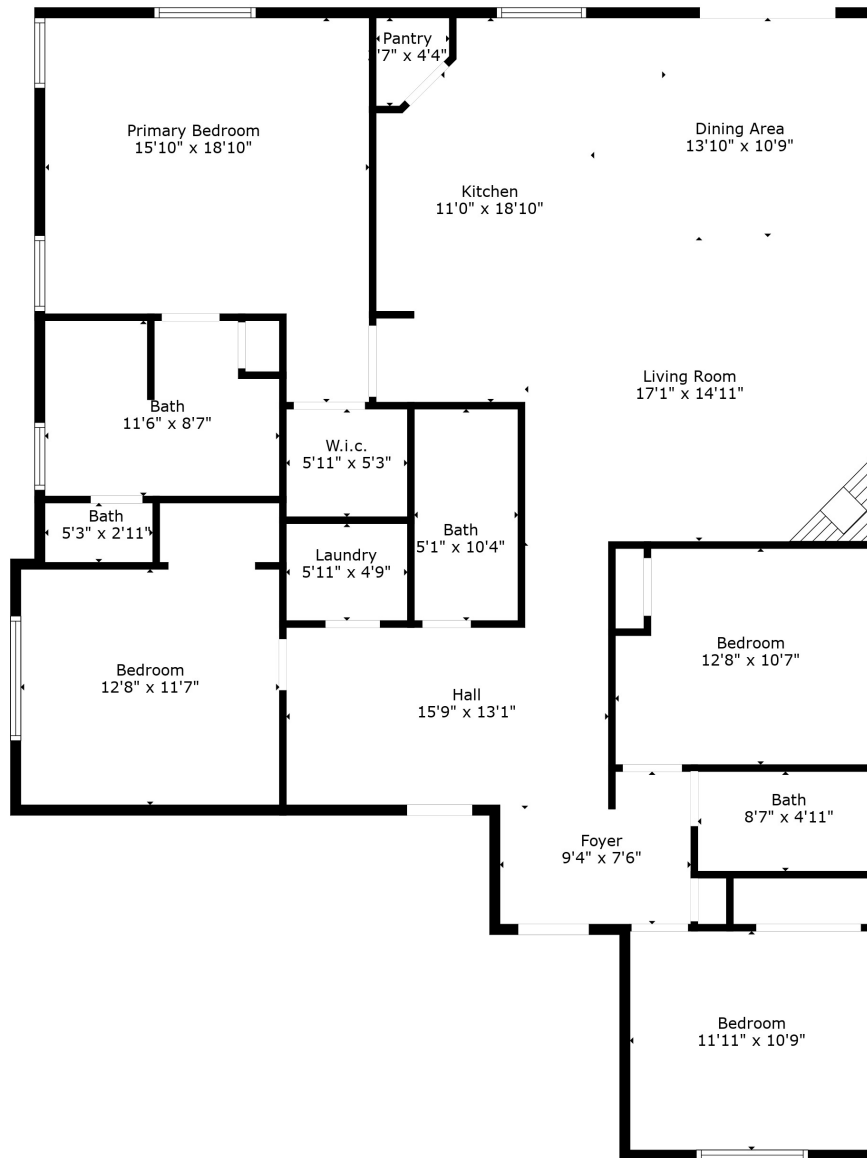 Pantry
7" x 4'4"
Primary Bedroom
15'10" x 18'10"
Dining Area
13'10" x 10'9"
Kitchen
11'0" x 18'10"
Living Room
17'1" x 14'11"
Bath
11'6" x 8'7"
W.i.c.
5'11" x 5'3"
Bath
5'3" x 2'11"
Bath
5'1" x 10'4"
Laundry
5'11" x 4'9"
Bedroom
12'8" x 10'7"
Bedroom
12'8" x 11'7"
Hall
15'9" x 13'1"
Bath
8'7" x 4'11"
Foyer
9'4" x 7'6"
Bedroom
11'11" x 10'9"